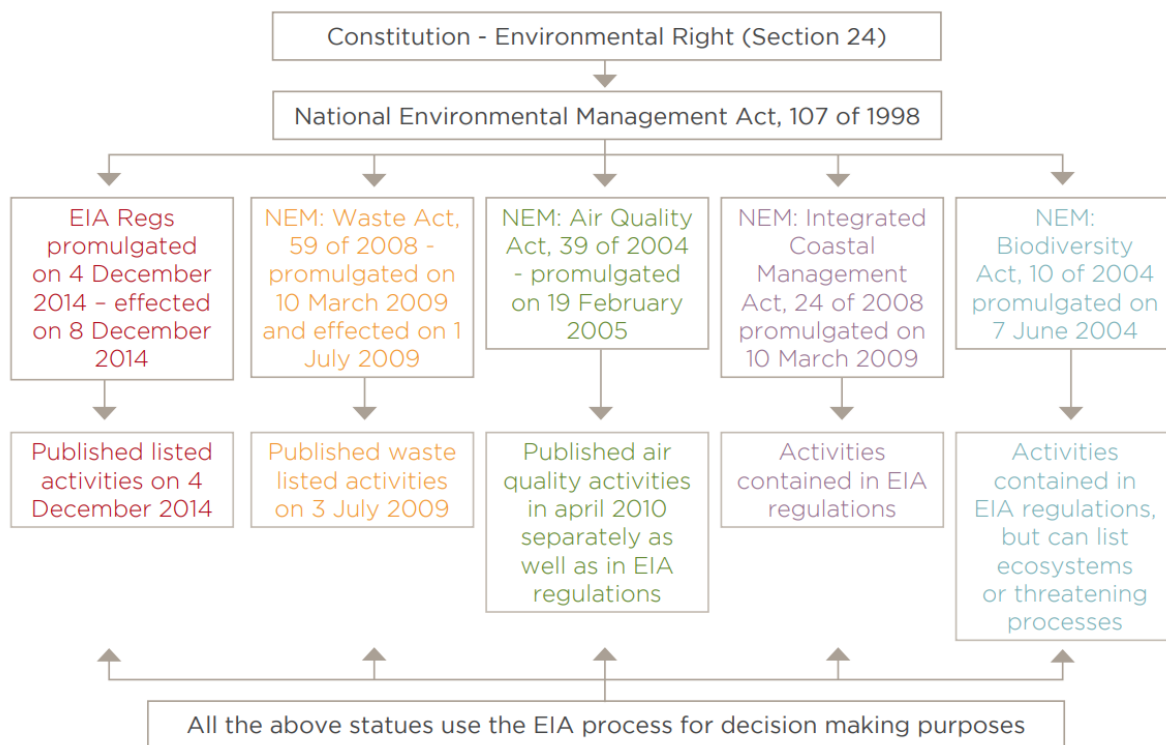 Constitution - Environmental Right (Section 24)
National Environmental Management Act, 107 of 1998
EIA Regs
promulgated
on 4 December
2014 – effected
on 8 December
2014
NEM: Waste Act,
59 of 2008 -
promulgated on
10 March 2009
and effected on 1
July 2009
NEM: Air Quality
Act, 39 of 2004
- promulgated
on 19 February
2005
NEM: Integrated
Coastal
Management
Act, 24 of 2008
promulgated on
10 March 2009
NEM:
Biodiversity
Act, 10 of 2004
promulgated on
7 June 2004
Published listed
activities on 4
December 2014
Published waste
listed activities
on 3 July 2009
Published air
quality activities
in april 2010
separately as
well as in EIA
regulations
Activities
contained in EIA
regulations
Activities
contained in
EIA regulations,
but can list
ecosystems
or threatening
processes
All the above statues use the EIA process for decision making purposes